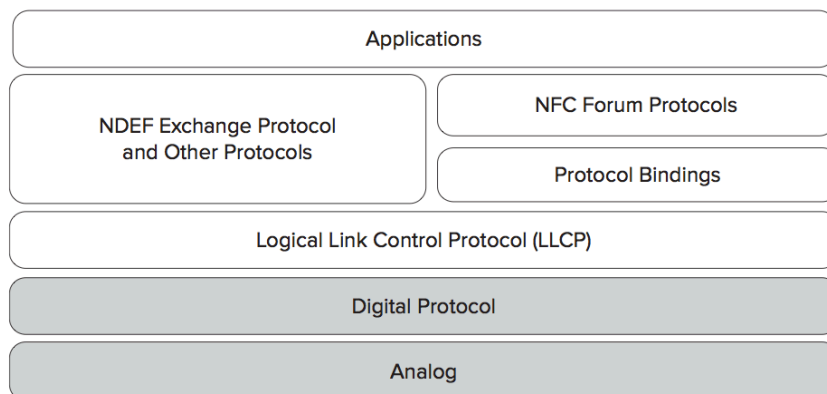 Applications
NDEF Exchange Protocol
and Other Protocols
NFC Forum Protocols
Protocol Bindings
Logical Link Control Protocol (LLCP)
Digital Protocol
Analog